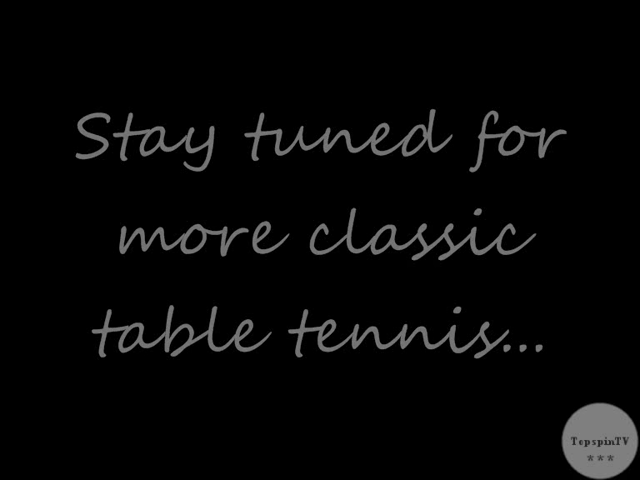 Stay tuned for
more classic
table tennis...
TopspinTV
***